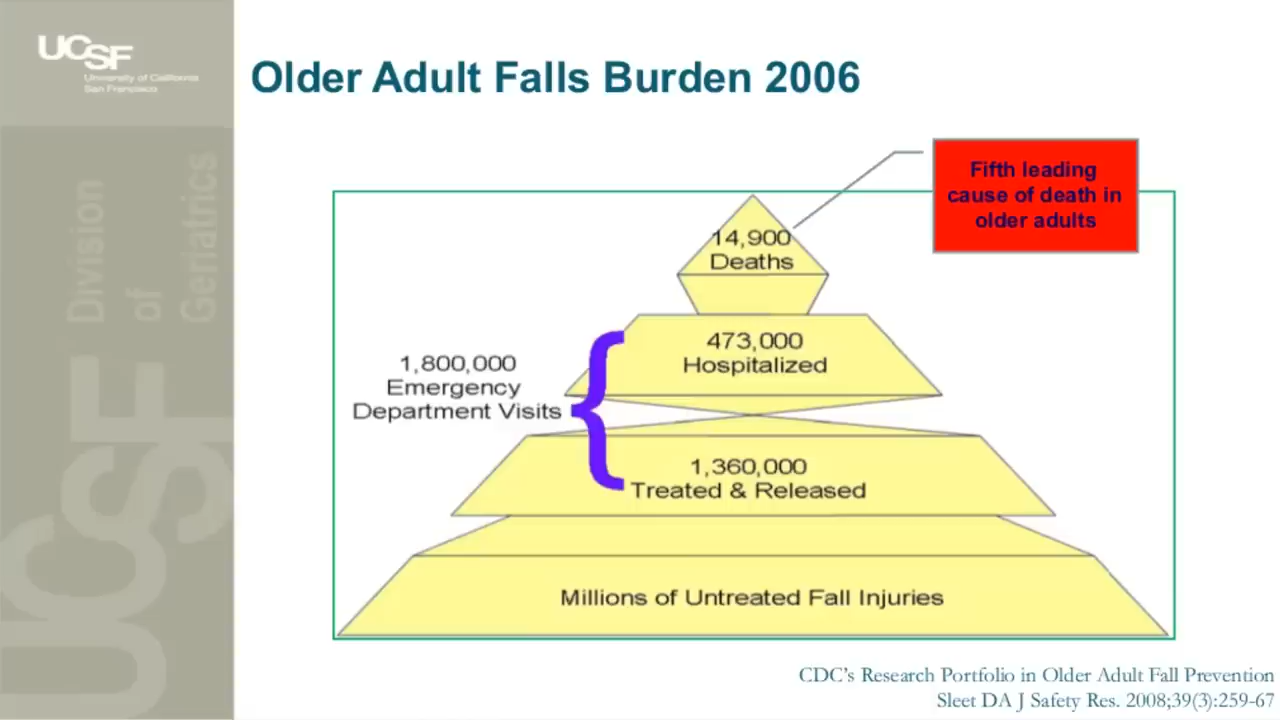 UCSF
University of California
San Francisco
Division
of
Geriatrics
UCSF
Older Adult Falls Burden 2006
Fifth leading
cause of death in
older adults
14,900
Deaths
473,000
Hospitalized
1,800,000
Emergency
Department Visits
1,360,000
Treated & Released
Millions of Untreated Fall Injuries
CDC's Research Portfolio in Older Adult Fall Prevention
Sleet DA J Safety Res. 2008;39(3):259-67